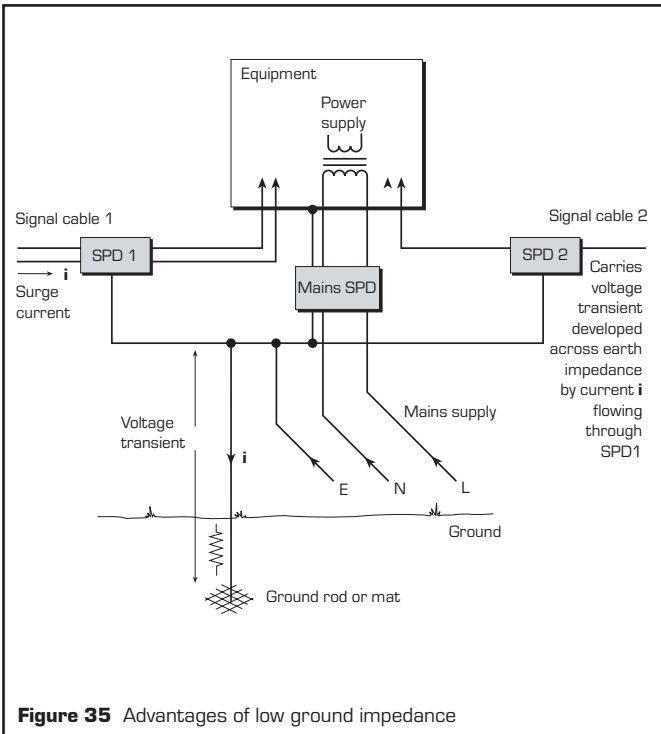 Equipment
Power
supply
Signal cable 1
Signal cable 2
SPD 1
SPD 2
i
Surge
current
Mains SPD
Carries
voltage
transient
developed
across earth
impedance
by current i
flowing
through
SPD1
Mains supply
Voltage
transient
i
E
N
L
Ground
Ground rod or mat
Figure 35 Advantages of low ground impedance